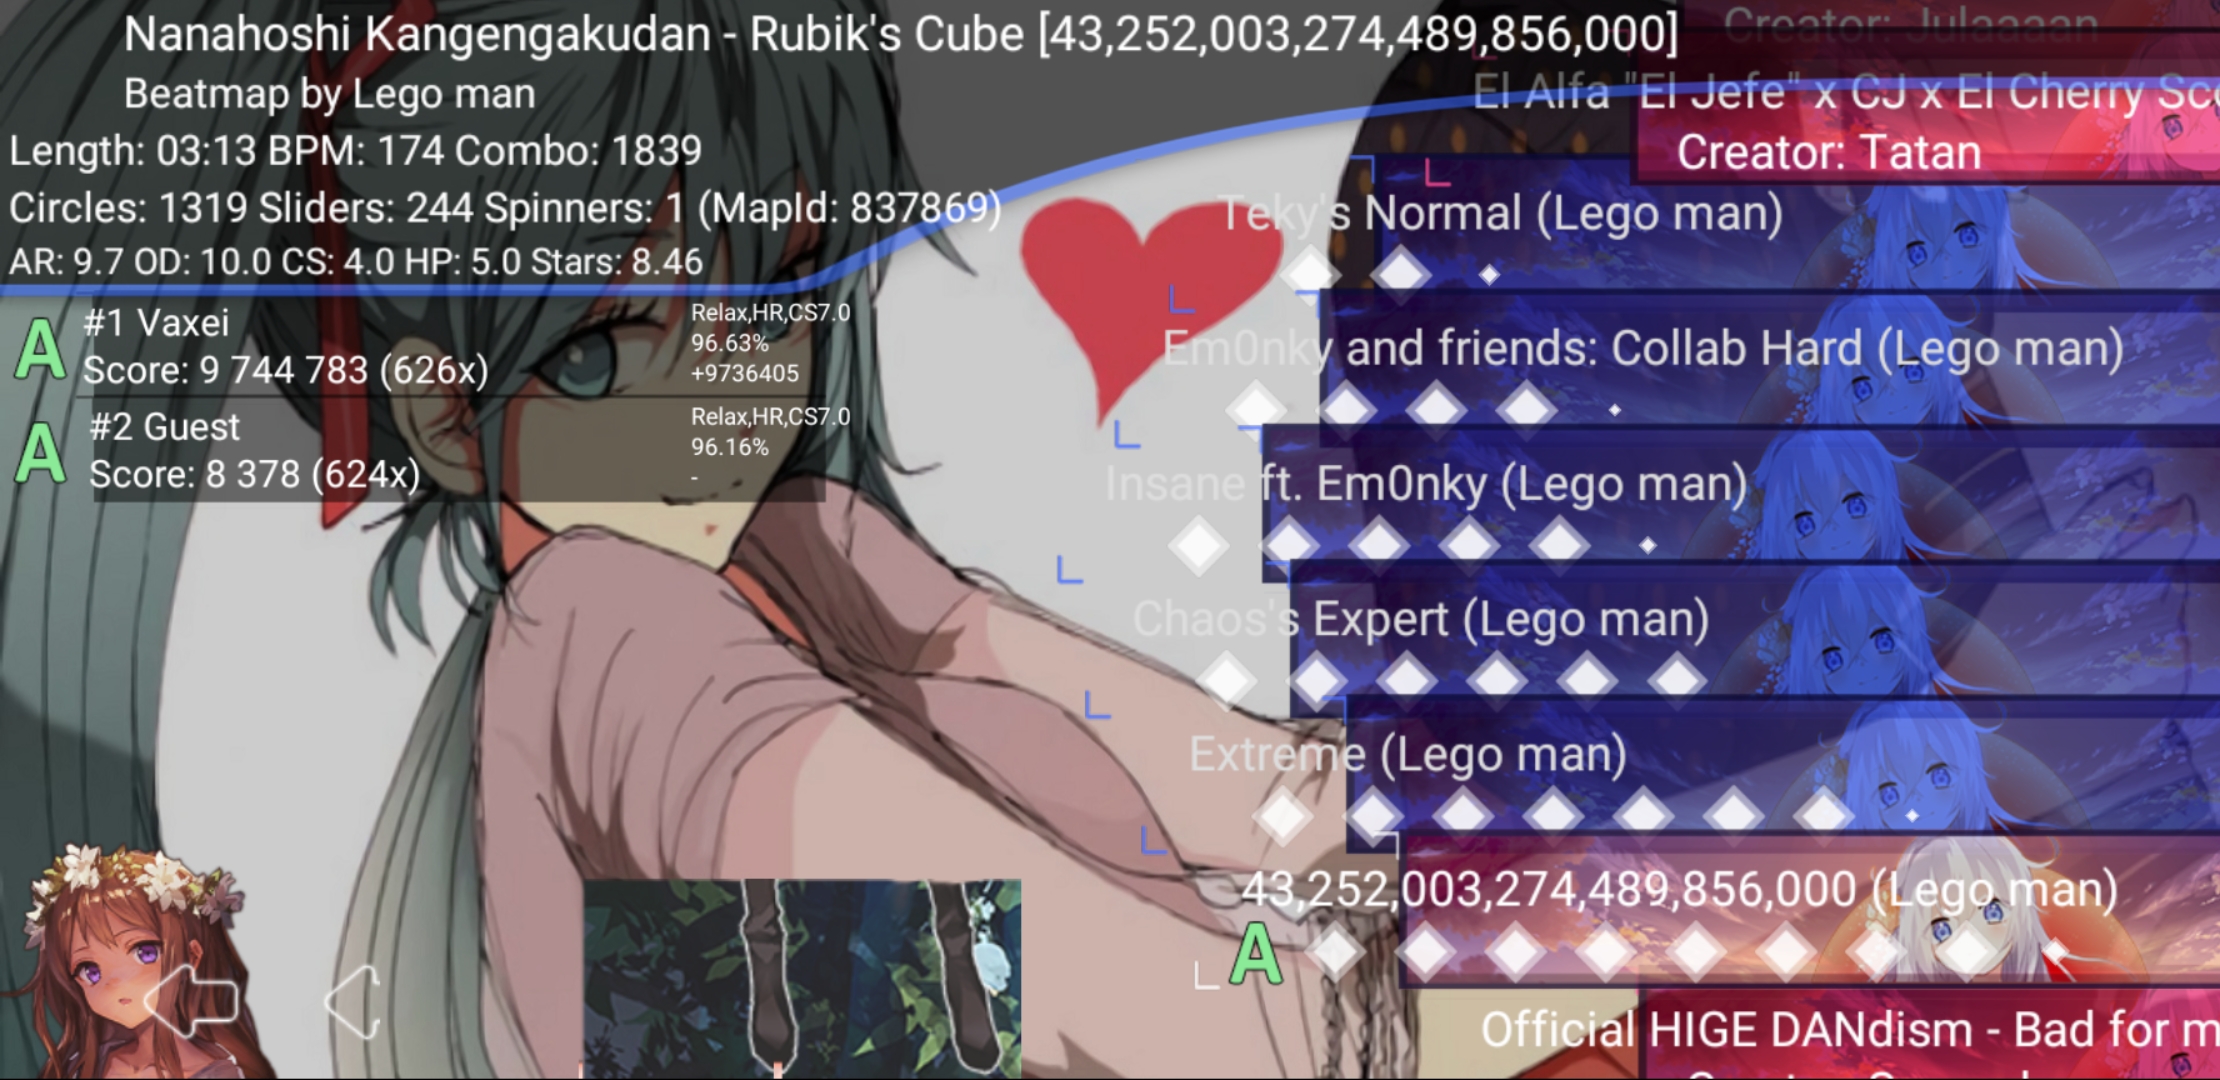 Nanahoshi Kangengakudan - Rubik's Cube [43,252,003,274,489,856,000]
Beatmap by Lego man
Length: 03:13 BPM: 174 Combo: 1839
Circles: 1319 Sliders: 244 Spinners: 1 (MapId: 837869)
AR: 9.7 OD: 10.0 CS: 4.0 HP: 5.0 Stars: 8.46
A
#1 Vaxei
Score: 9 744 783 (626x)
Relax,HR,CS7.0
96.63%
+9736405
A
#2 Guest
Score: 8 378 (624x)
Relax,HR,CS7.0
96.16%
-
Creator: Julaaaan
El Alfa "El Jefe" x CJ x El Cherry Sco
Creator: Tatan
Teky's Normal (Lego man)
Em0nky and friends: Collab Hard (Lego man)
Insane ft. Em0nky (Lego man)
Chaos's Expert (Lego man)
Extreme (Lego man)
43,252,003,274,489,856,000 (Lego man)
A
Official HIGE DANdism - Bad for m